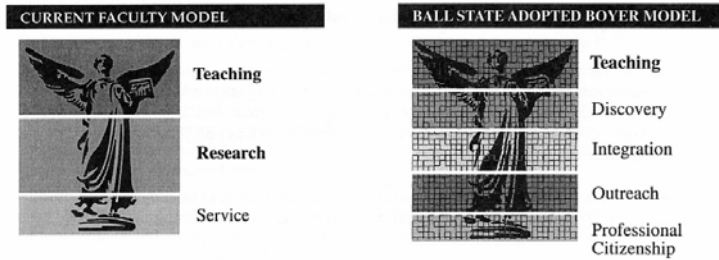 CURRENT FACULTY MODEL
Teaching
Research
Service
BALL STATE ADOPTED BOYER MODEL
Teaching
Discovery
Integration
Outreach
Professional
Citizenship